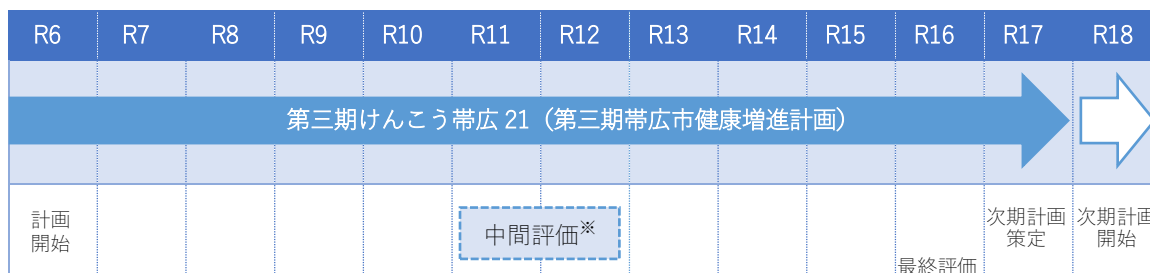 R6 R7 R8 R9 R10 R11 R12 R13 R14 R15 R16 R17 R18
第三期けんこう帯広 21（第三期帯広市健康増進計画）
計画
開始
中間評価※
最終評価
次期計画
策定
次期計画
開始